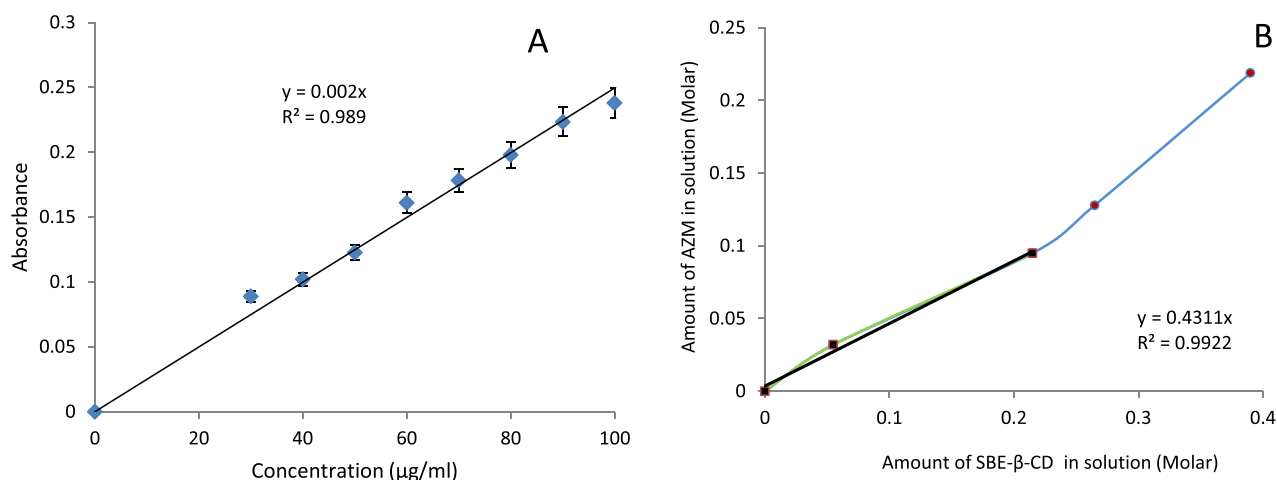 A
y = 0.002x
R² = 0.989
Absorbance
0.3
0.25
0.2
0.15
0.1
0.05
0
0 20 40 60 80 100
Concentration (µg/ml)
B
Amount of AZM in solution (Molar)
0.25
0.2
0.15
0.1
0.05
0
y = 0.4311x
R² = 0.9922
0 0.1 0.2 0.3 0.4
Amount of SBE-β-CD in solution (Molar)